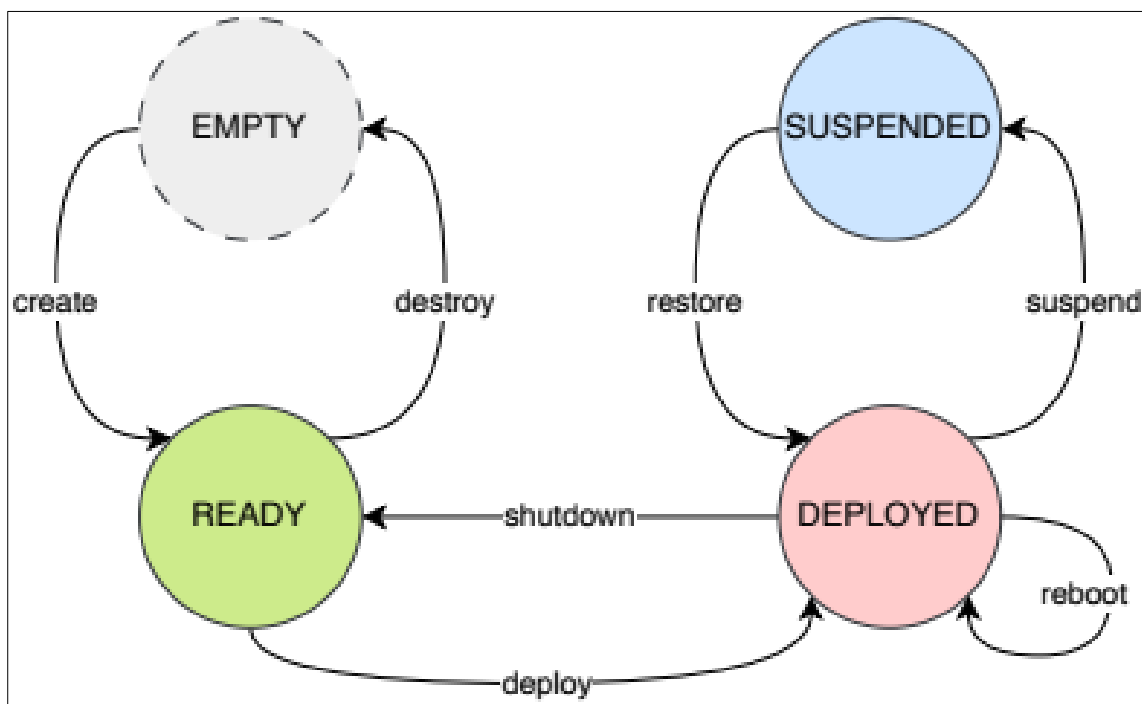 EMPTY
SUSPENDED
create
destroy
restore
suspend
READY
shutdown
DEPLOYED
reboot
deploy